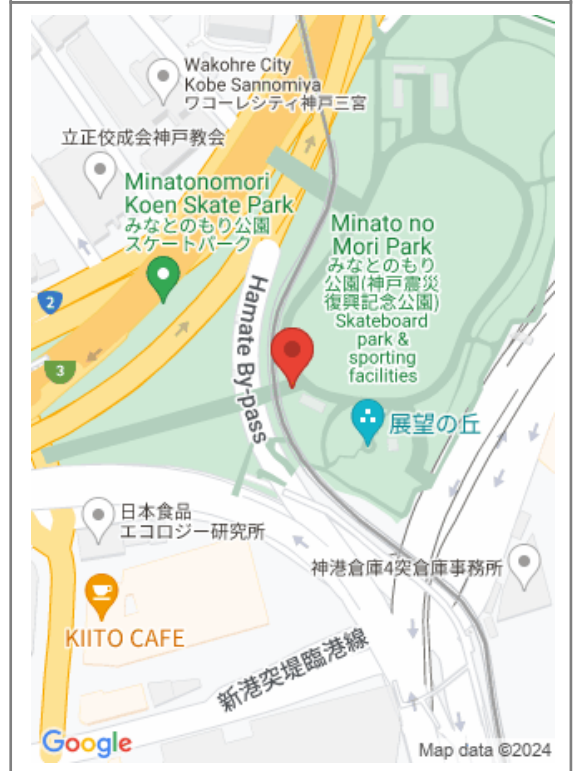 Wakohre City
Kobe Sannomiya
ワコーレシティ神戸三宮
立正佼成会神戸教会
Minatonomori
Koen Skate Park
みなとのもり公園
スケートパーク
Minato no
Mori Park
みなとのもり
公園(神戸震災
復興記念公園)
Skateboard
park &
sporting
facilities
2
3
Hamate By-pass
展望の丘
日本食品
エコロジー研究所
神港倉庫4突倉庫事務所
KIITO CAFE
新港突堤臨港線
Google
Map data ©2024